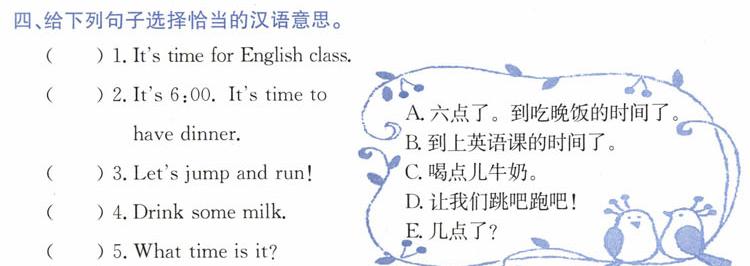 四、给下列句子选择恰当的汉语意思。
(    ) 1. It's time for English class.
(    ) 2. It's 6:00. It's time to
have dinner.
(    ) 3. Let's jump and run!
(    ) 4. Drink some milk.
(    ) 5. What time is it?
A. 六点了。到吃晚饭的时间了。
B. 到上英语课的时间了。
C. 喝点儿牛奶。
D. 让我们跳吧跑吧!
E. 几点了?